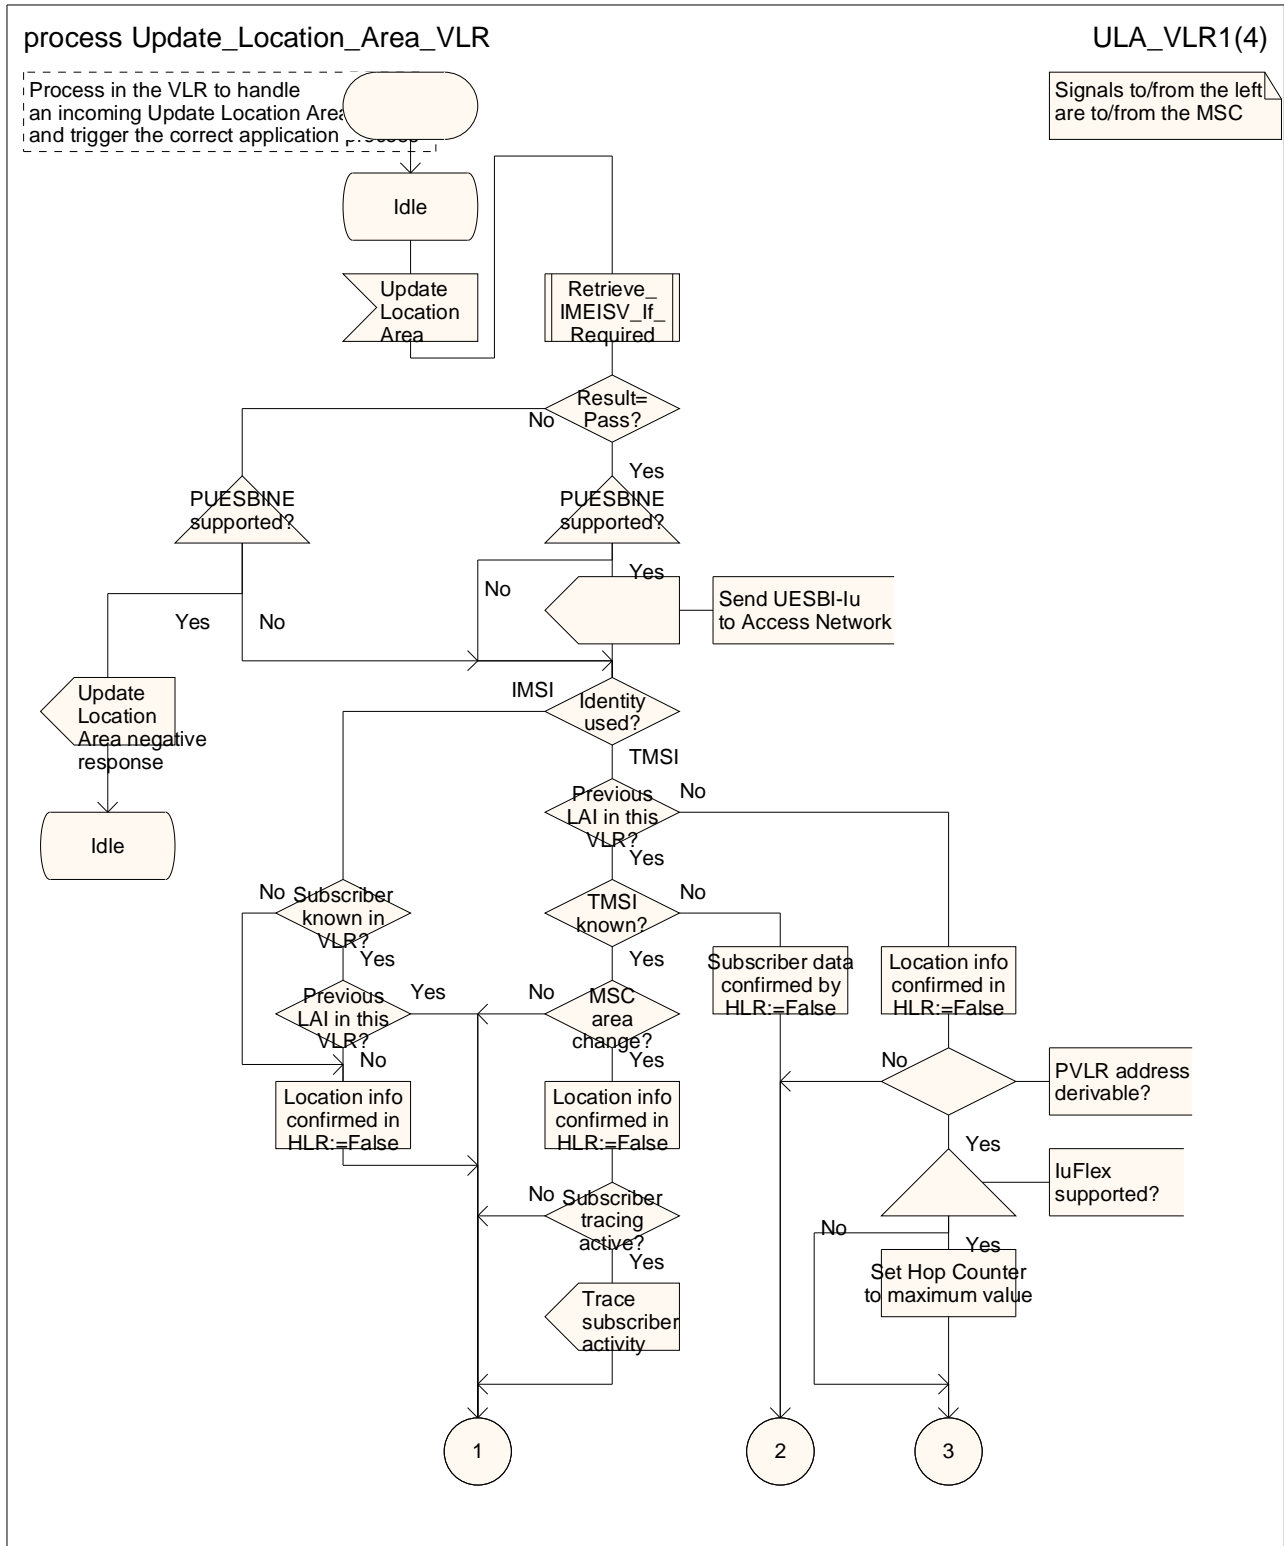 process Update_Location_Area_VLR
ULA_VLR1(4)
Process in the VLR to handle
an incoming Update Location Area
and trigger the correct application process
Signals to/from the left
are to/from the MSC
Idle
Update
Location
Area
Retrieve_
IMEISV_If_
Required
Result=
Pass?
No
Yes
PUESBINE
supported?
PUESBINE
supported?
Yes
No
No
Yes
Send UESBI-Iu
to Access Network
Update
Location
Area negative
response
Idle
IMSI
Identity
used?
TMSI
Previous
LAI in this
VLR?
No
Yes
No
Subscriber
known in
VLR?
Yes
TMSI
known?
No
Yes
Subscriber data
confirmed by
HLR:=False
Location info
confirmed in
HLR:=False
Previous
LAI in this
VLR?
Yes
No
No
MSC
area
change?
Yes
Location info
confirmed in
HLR:=False
Location info
confirmed in
HLR:=False
No
PVLR address
derivable?
Yes
IuFlex
supported?
No
Subscriber
tracing
active?
Yes
No
Yes
Set Hop Counter
to maximum value
Trace
subscriber
activity
1
2
3